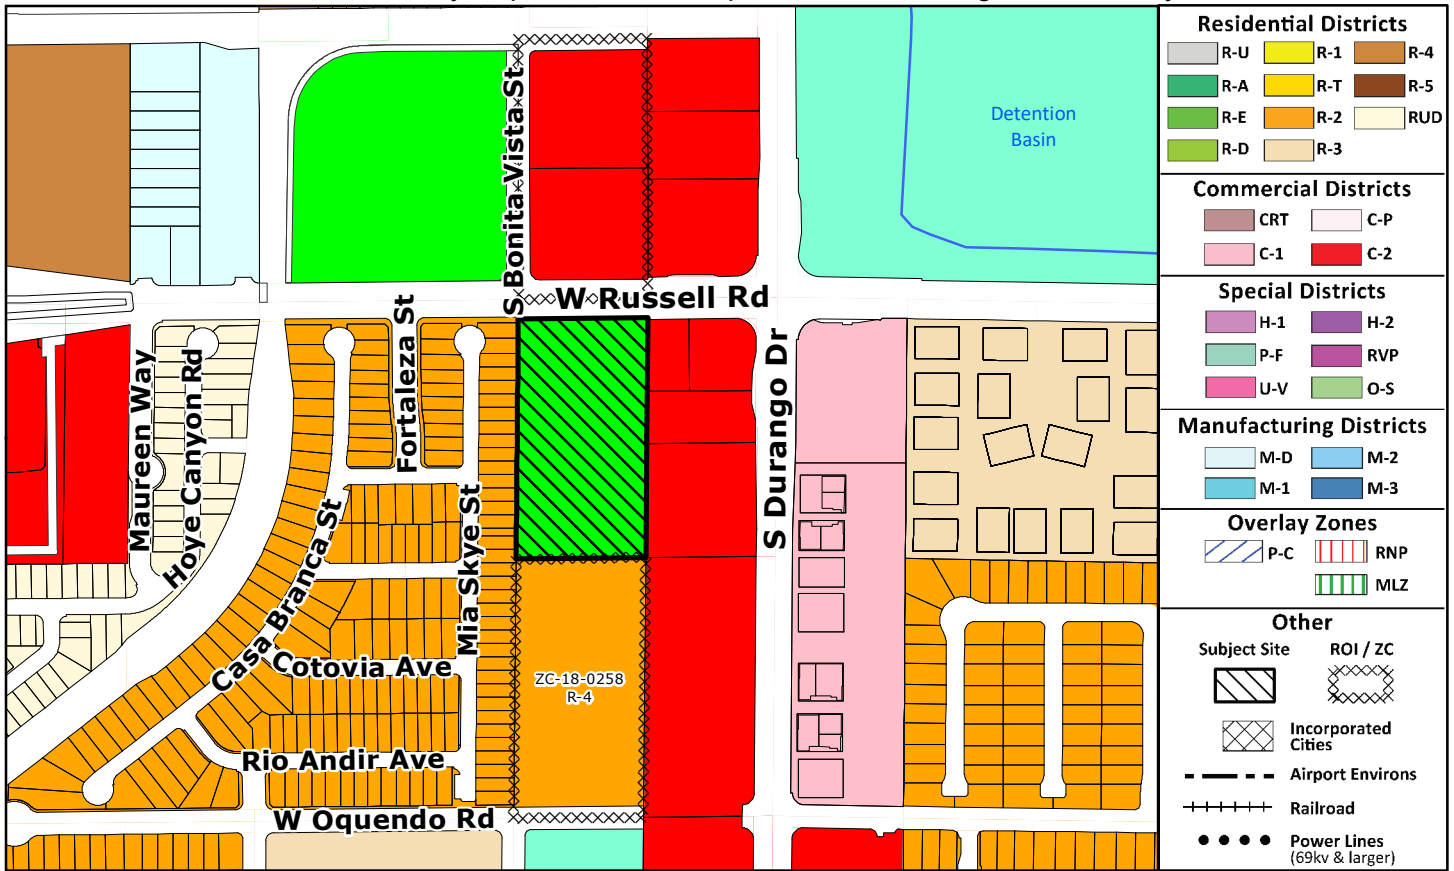 S Bonita Vista St
Detention
Basin
W Russell Rd
Maureen Way
Hoye Canyon Rd
Fortaleza St
S Durango Dr
Casa Branca St
Mia Skye St
Cotovia Ave
ZC-18-0258
R-4
Rio Andir Ave
W Oquendo Rd
Residential Districts
R-U R-1 R-4
R-A R-T R-5
R-E R-2 RUD
R-D R-3
Commercial Districts
CRT C-P
C-1 C-2
Special Districts
H-1 H-2
P-F RVP
U-V O-S
Manufacturing Districts
M-D M-2
M-1 M-3
Overlay Zones
P-C RNP
MLZ
Other
Subject Site ROI / ZC
Incorporated
Cities
Airport Environs
Railroad
Power Lines
(69kv & larger)